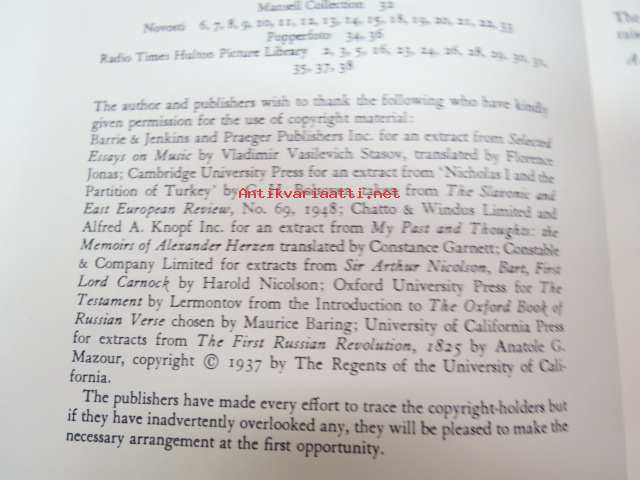 Mansell Collection 32
Novosti 6, 7, 8, 9, 10, 11, 12, 13, 14, 15, 18, 19, 20, 21, 22, 33
Popperfoto 34, 36
Radio Times Hulton Picture Library 2, 3, 5, 16, 23, 24, 26, 28, 29, 30, 31,
35, 37, 38
The author and publishers wish to thank the following who have kindly
given permission for the use of copyright material:
Barrie & Jenkins and Praeger Publishers Inc. for an extract from Selected
Essays on Music by Vladimir Vasilevich Stasov, translated by Florence
Jonas; Cambridge University Press for an extract from 'Nicholas I and the
Partition of Turkey' by G. H. taken from The Slavonic and
Antikvariaatti.net
East European Review, No. 69, 1948; Chatto & Windus Limited and
Alfred A. Knopf Inc. for an extract from My Past and Thoughts: the
Memoirs of Alexander Herzen translated by Constance Garnett; Constable
& Company Limited for extracts from Sir Arthur Nicolson, Bart, First
Lord Carnock by Harold Nicolson; Oxford University Press for The
Testament by Lermontov from the Introduction to The Oxford Book of
Russian Verse chosen by Maurice Baring; University of California Press
for extracts from The First Russian Revolution, 1825 by Anatole G.
Mazour, copyright © 1937 by The Regents of the University of Cali-
fornia.
The publishers have made every effort to trace the copyright-holders but
if they have inadvertently overlooked any, they will be pleased to make the
necessary arrangement at the first opportunity.